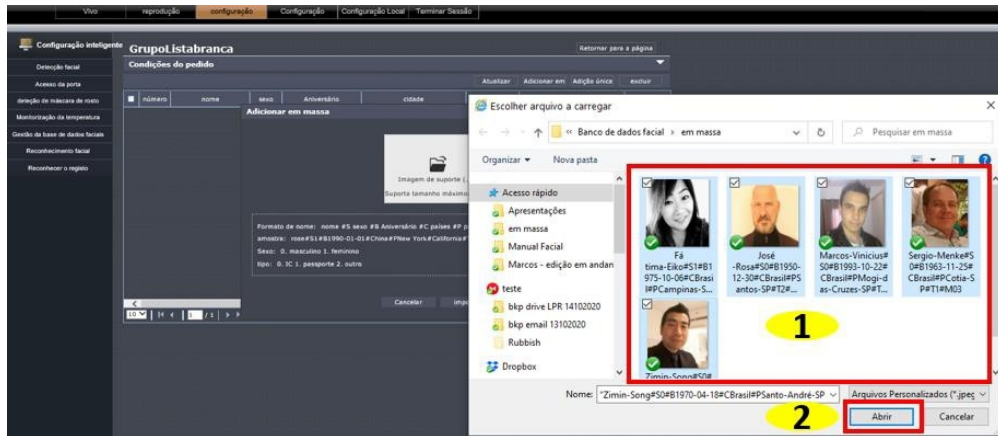 Vivo reprodução configuração Configuração Configuração Local Terminar Sessão
Configuração inteligente
Detecção facial
Acesso da porta
deteção de máscara de rosto
Monitorização da temperatura
Gestão da base de dados faciais
Reconhecimento facial
Reconhecer o registo
GrupoListabranca
Retornar para a página
Condições do pedido
Atualizar Adicionar em Adição única excluir
número nome sexo Aniversário cidade
Adicionar em massa
Imagem de suporte (.
Suporta tamanho máximo
Formato de nome: nome #S sexo #B Aniversário #C países #P p
amostra: rose#S1#B1990-01-01#China#PNew York#California#
Sexo: 0. masculino 1. feminino
tipo: 0. IC 1. passporte 2. outro
Cancelar impo
10 1 / 1
Escolher arquivo a carregar
« Banco de dados facial › em massa
Pesquisar em massa
Organizar Nova pasta
Acesso rápido
Apresentações
em massa
Manual Facial
Marcos - edição em andan
teste
bkp drive LPR 14102020
bkp email 13102020
Rubbish
Dropbox
Fá
tima-Eiko#S1#B1
975-10-06#CBrasi
l#PCampinas-S...
José
-Rosa#S0#B1950-
12-30#CBrasil#PS
antos-SP#T2#...
Marcos-Vinicius#
S0#B1993-10-22#
CBrasil#PMogi-d
as-Cruzes-SP#T...
Sergio-Menke#S
0#B1963-11-25#
CBrasil#PCotia-S
P#T1#M03
Zimin-Song#S0#
1
Nome: "Zimin-Song#S0#B1970-04-18#CBrasil#PSanto-André-SP
Arquivos Personalizados (*.jpeg
2
Abrir Cancelar